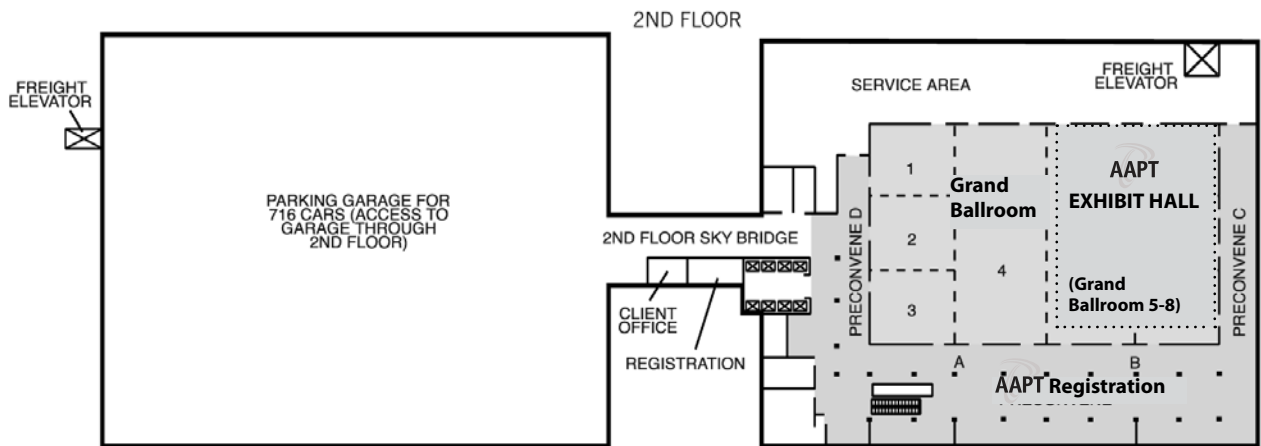 2ND FLOOR
FREIGHT
ELEVATOR
PARKING GARAGE FOR
716 CARS (ACCESS TO
GARAGE THROUGH
2ND FLOOR)
2ND FLOOR SKY BRIDGE
CLIENT
OFFICE
REGISTRATION
SERVICE AREA
FREIGHT
ELEVATOR
PRECONVENE D
1
2
3
Grand
Ballroom
4
AAPT
EXHIBIT HALL
(Grand
Ballroom 5-8)
PRECONVENE C
A
B
AAPT Registration